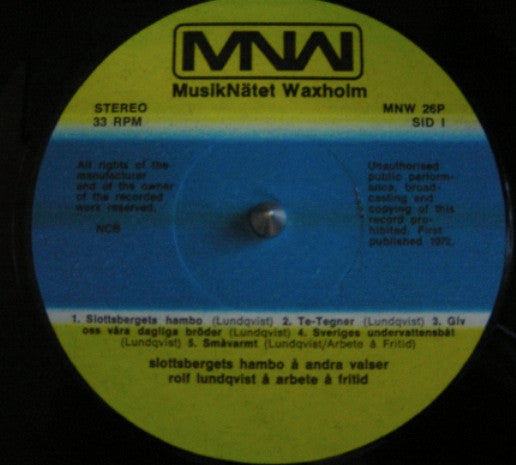 MNW
MusikNätet Waxholm
STEREO
33 RPM
MNW 26P
SID 1
All rights of the
manufacturer
and of the owner
of the recorded
work reserved.
NCB
Unauthorised
public perform-
ance, broad-
casting and
copying of this
record pro-
hibited. First
published 1972.
1. Slottsbergets hambo (Lundqvist) 2. Te-Tegner (Lundqvist) 3. Giv
oss våra dagliga bröder (Lundqvist) 4. Sveriges undervattensbåt
(Lundqvist) 5. Småvarmt (Lundqvist/Arbete å Fritid)
slottsbergets hambo å andra valser
rolf lundqvist å arbete å fritid